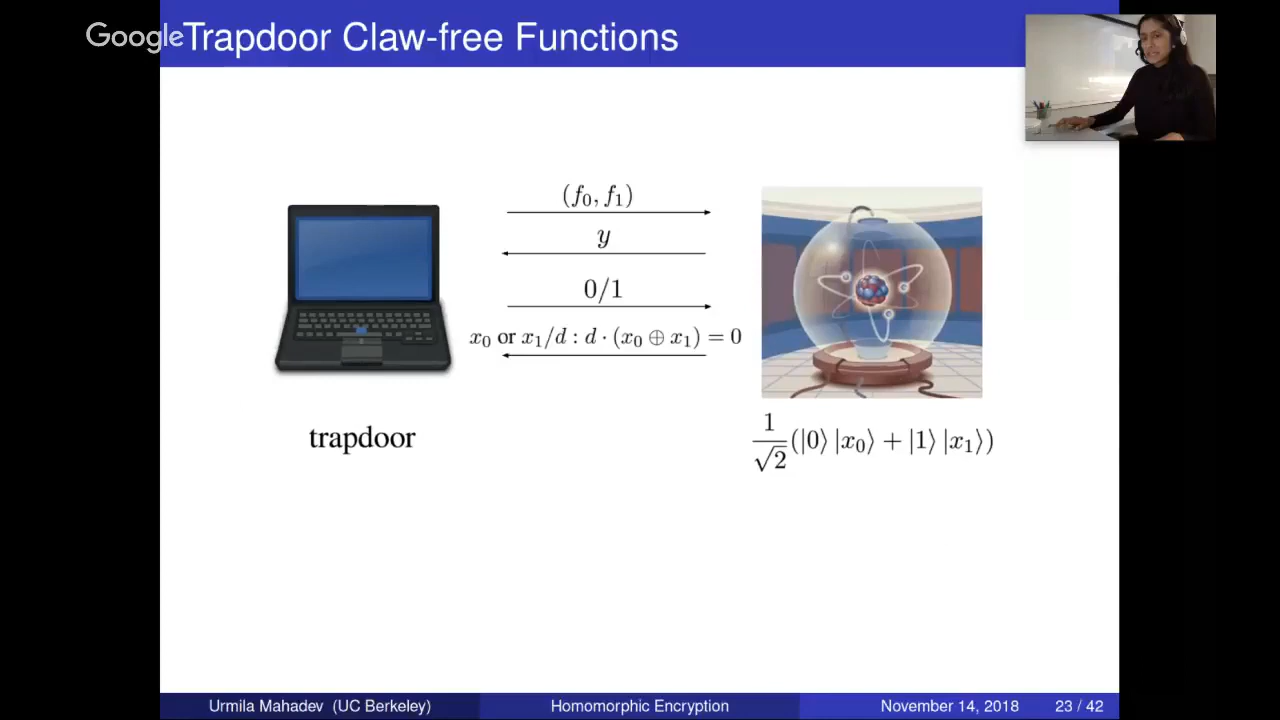 Google
Trapdoor Claw-free Functions
(f₀, f₁)
y
0/1
x₀ or x₁/d : d · (x₀ ⊕ x₁) = 0
trapdoor
1/√2 (|0⟩ |x₀⟩ + |1⟩ |x₁⟩)
Urmila Mahadev (UC Berkeley) Homomorphic Encryption November 14, 2018 23 / 42